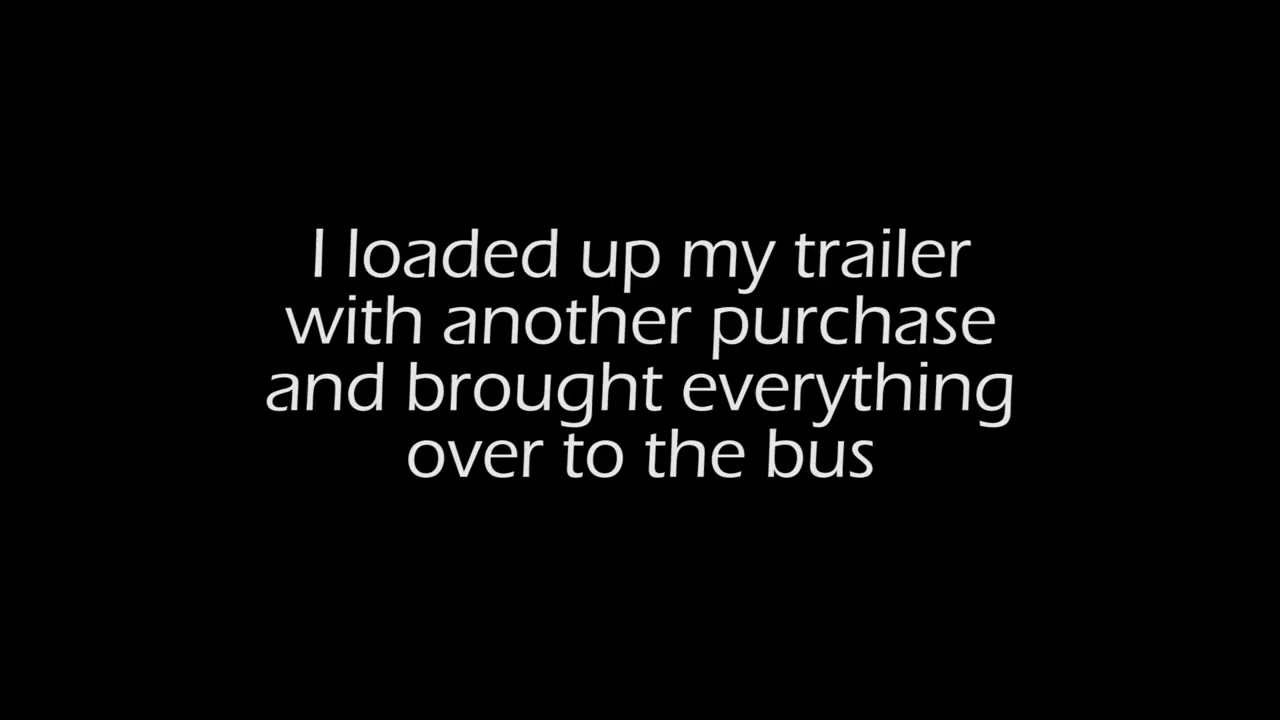 I loaded up my trailer
with another purchase
and brought everything
over to the bus